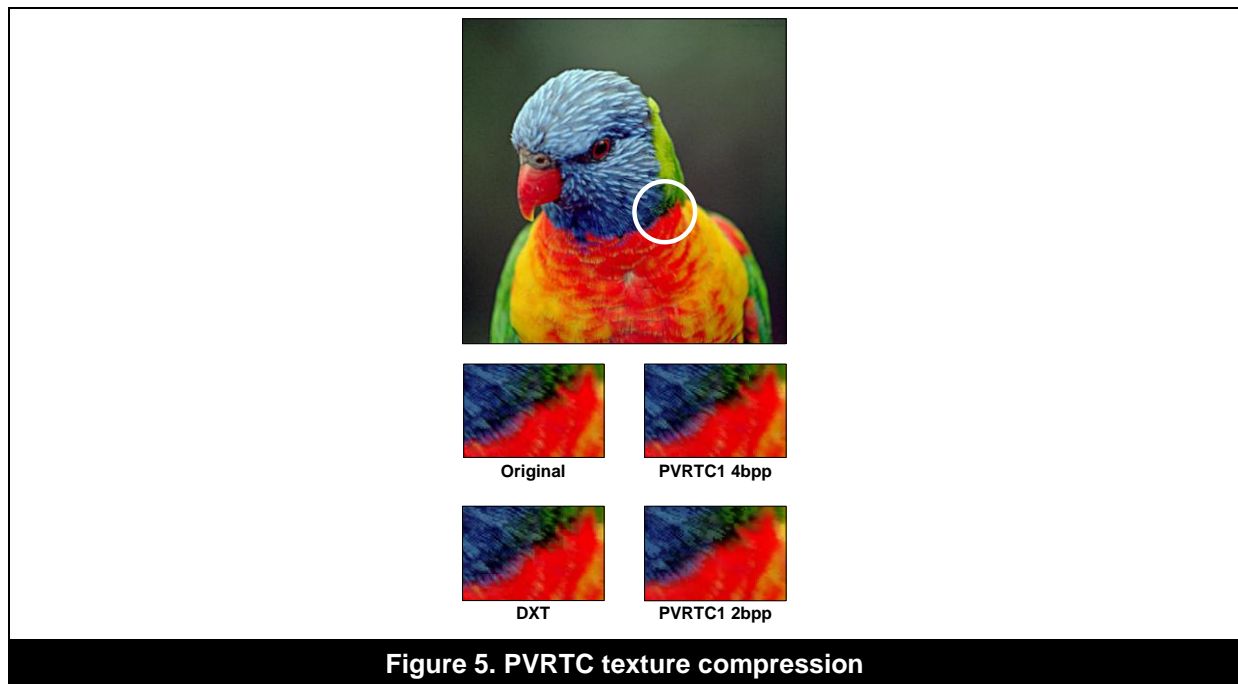 Original
PVRTC1 4bpp
DXT
PVRTC1 2bpp
Figure 5. PVRTC texture compression